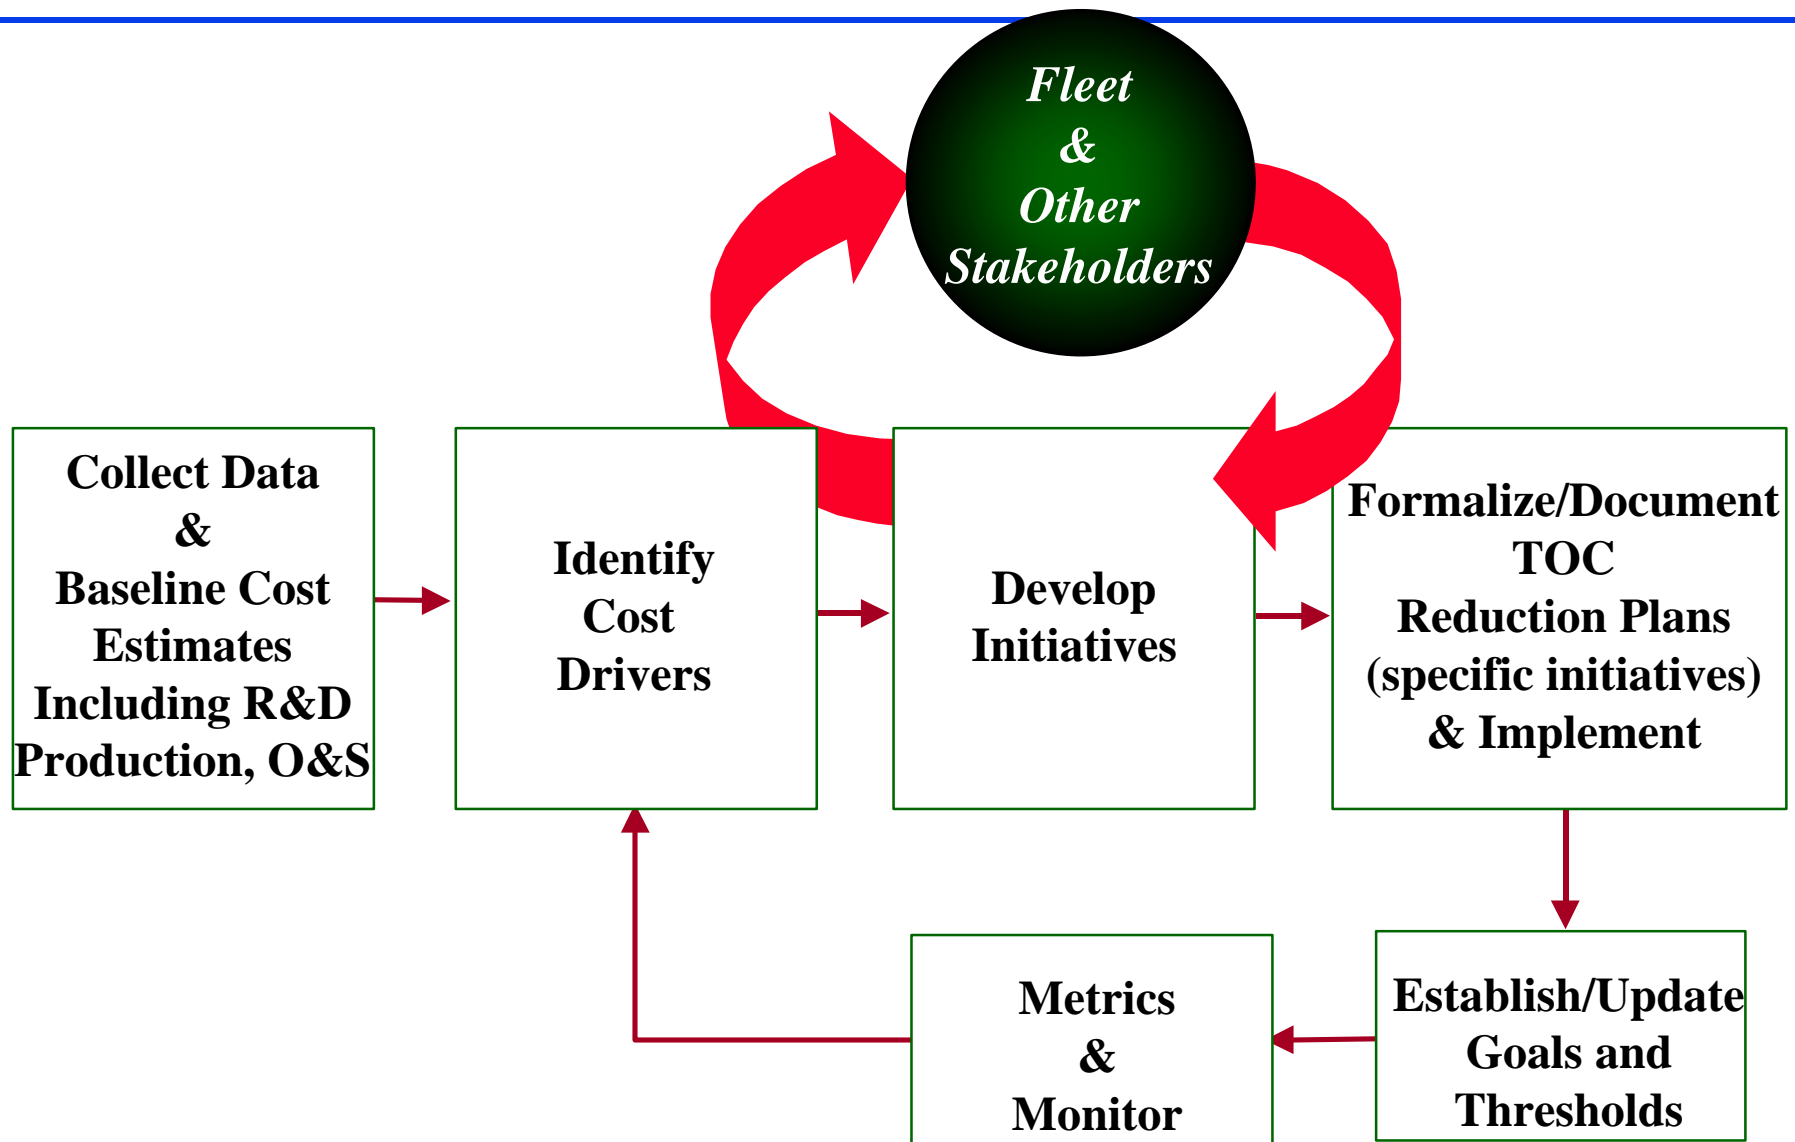 Fleet
&
Other
Stakeholders
Collect Data
&
Baseline Cost
Estimates
Including R&D
Production, O&S
Identify
Cost
Drivers
Develop
Initiatives
Formalize/Document
TOC
Reduction Plans
(specific initiatives)
& Implement
Metrics
&
Monitor
Establish/Update
Goals and
Thresholds